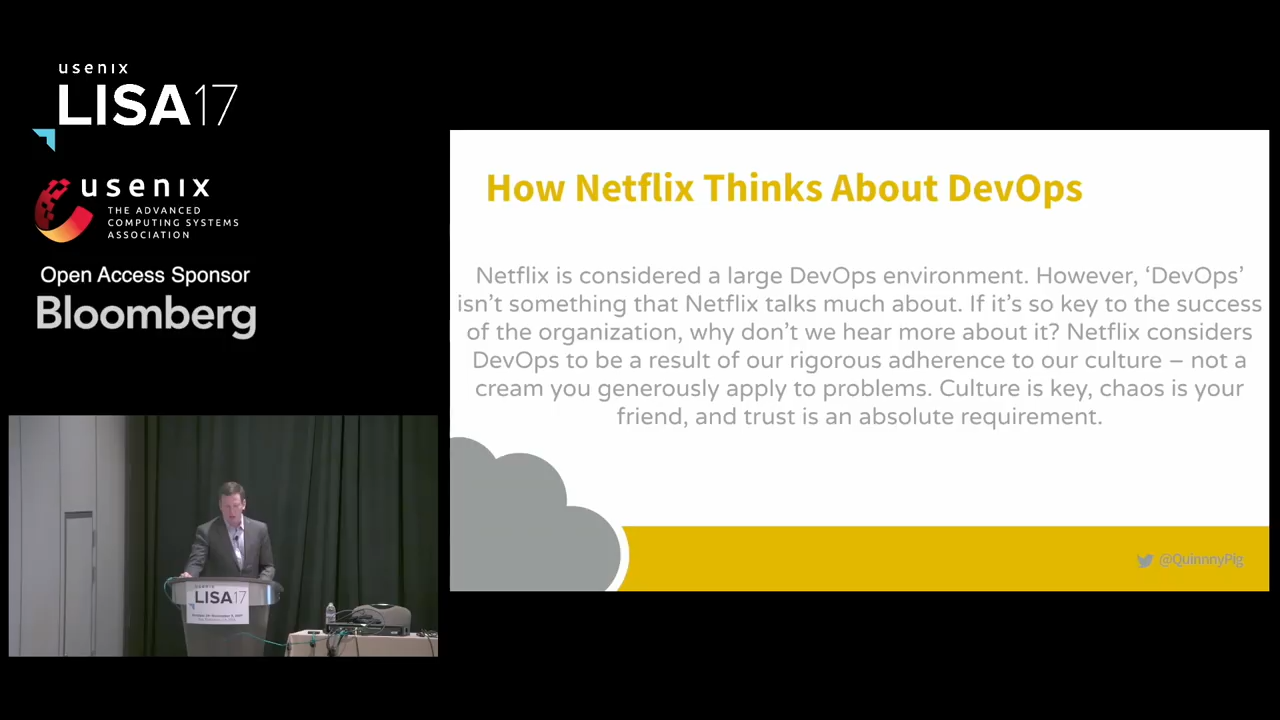 usenix
LISA17
usenix
THE ADVANCED
COMPUTING SYSTEMS
ASSOCIATION
Open Access Sponsor
Bloomberg
How Netflix Thinks About DevOps
Netflix is considered a large DevOps environment. However, ‘DevOps’
isn’t something that Netflix talks much about. If it’s so key to the success
of the organization, why don’t we hear more about it? Netflix considers
DevOps to be a result of our rigorous adherence to our culture – not a
cream you generously apply to problems. Culture is key, chaos is your
friend, and trust is an absolute requirement.
@QuinnnyPig
usenix
LISA17